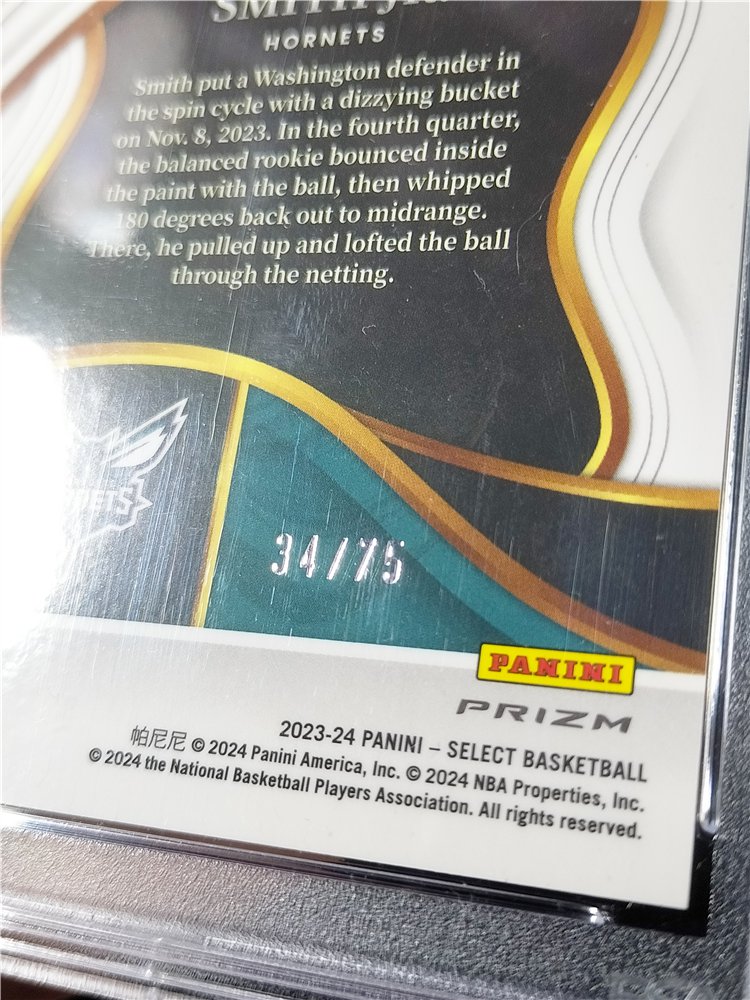 SMITH JR.
HORNETS
Smith put a Washington defender in
the spin cycle with a dizzying bucket
on Nov. 8, 2023. In the fourth quarter,
the balanced rookie bounced inside
the paint with the ball, then whipped
180 degrees back out to midrange.
There, he pulled up and lofted the ball
through the netting.
34/75
PANINI
PRIZM
2023-24 PANINI – SELECT BASKETBALL
帕尼尼 © 2024 Panini America, Inc. © 2024 NBA Properties, Inc.
© 2024 the National Basketball Players Association. All rights reserved.